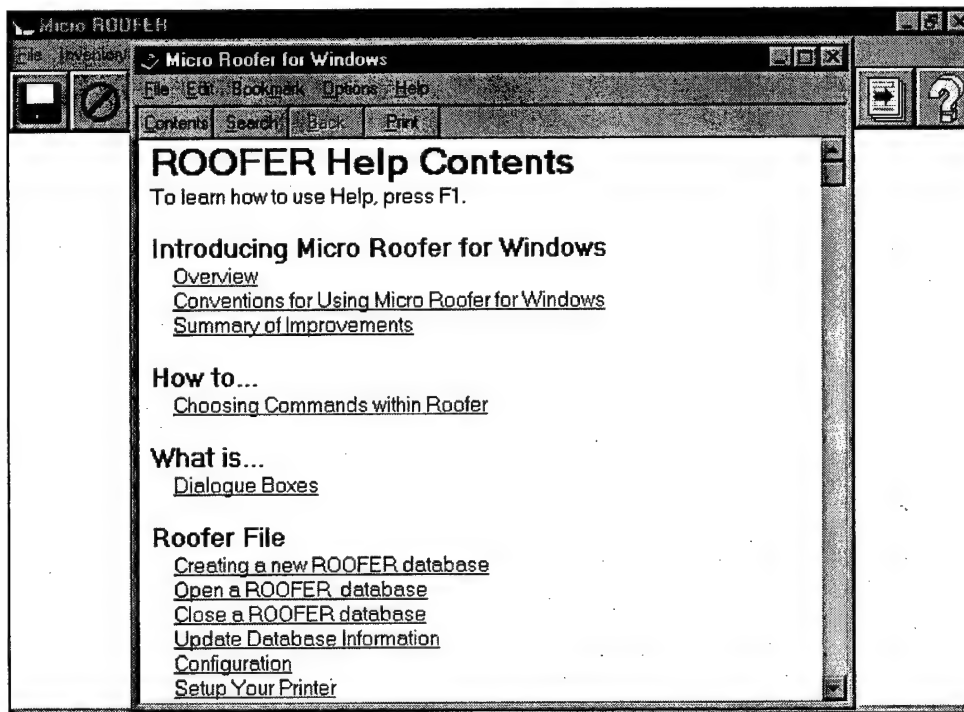 Micro ROOFER
File Inventory
Micro Roofer for Windows
File Edit Bookmark Options Help
Contents Search Back Print
ROOFER Help Contents
To learn how to use Help, press F1.
Introducing Micro Roofer for Windows
Overview
Conventions for Using Micro Roofer for Windows
Summary of Improvements
How to...
Choosing Commands within Roofer
What is...
Dialogue Boxes
Roofer File
Creating a new ROOFER database
Open a ROOFER database
Close a ROOFER database
Update Database Information
Configuration
Setup Your Printer